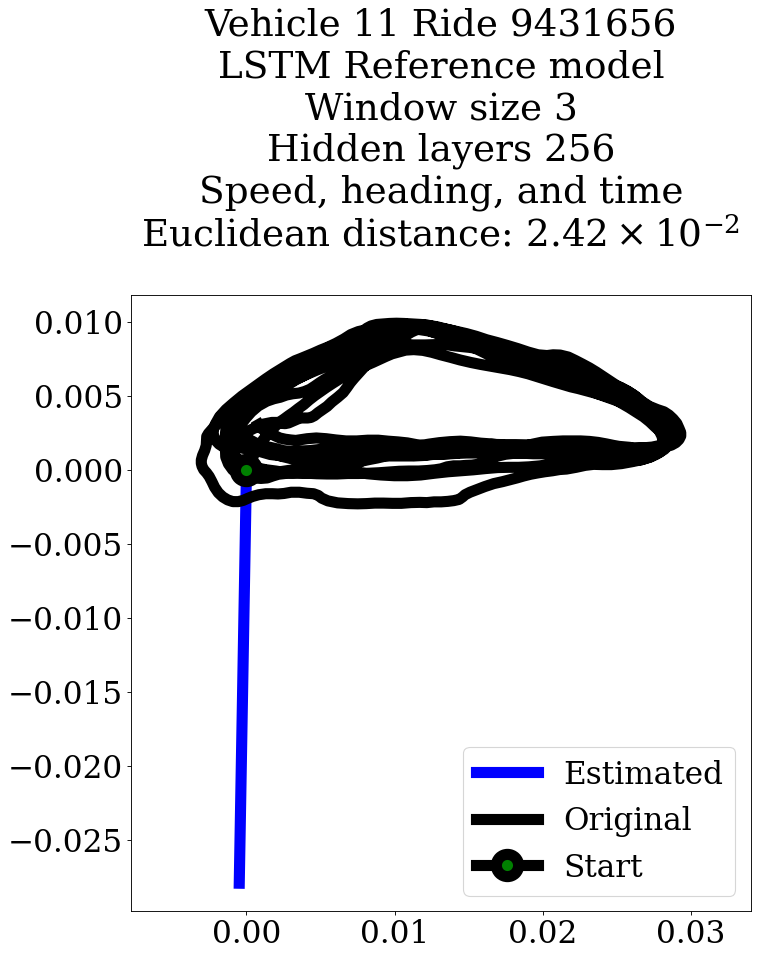 Vehicle 11 Ride 9431656
LSTM Reference model
Window size 3
Hidden layers 256
Speed, heading, and time
Euclidean distance: 2.42 × 10⁻²
0.010
0.005
0.000
−0.005
−0.010
−0.015
−0.020
−0.025
Estimated
Original
Start
0.00 0.01 0.02 0.03